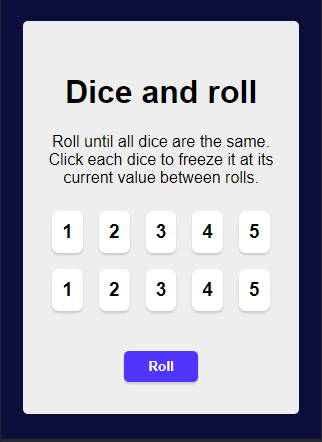 Dice and roll
Roll until all dice are the same.
Click each dice to freeze it at its
current value between rolls.
1 2 3 4 5
1 2 3 4 5
Roll